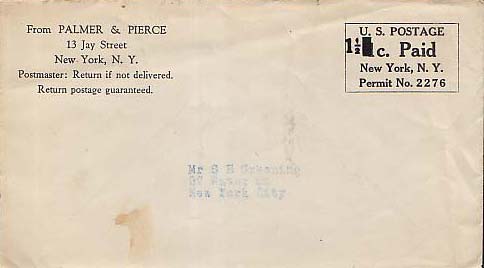 From PALMER & PIERCE
13 Jay Street
New York, N. Y.
Postmaster: Return if not delivered.
Return postage guaranteed.
U. S. POSTAGE
1½c. Paid
New York, N. Y.
Permit No. 2276
Mr S E
New York City